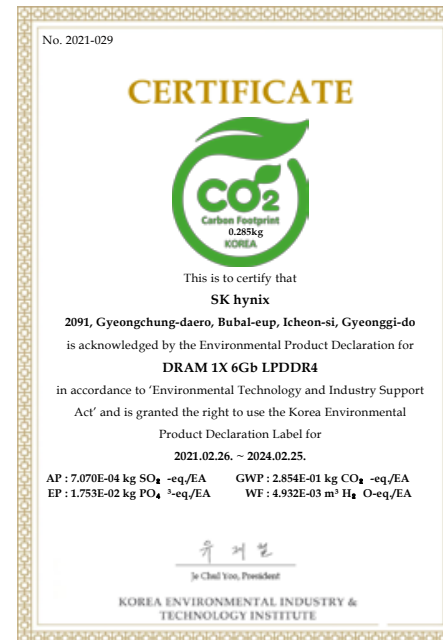 No. 2021-029
CERTIFICATE
CO2
Carbon Footprint
0.285kg
KOREA
This is to certify that
SK hynix
2091, Gyeongchung-daero, Bubal-eup, Icheon-si, Gyeonggi-do
is acknowledged by the Environmental Product Declaration for
DRAM 1X 6Gb LPDDR4
in accordance to ‘Environmental Technology and Industry Support
Act’ and is granted the right to use the Korea Environmental
Product Declaration Label for
2021.02.26. ~ 2024.02.25.
AP : 7.070E-04 kg SO₂ -eq./EA GWP : 2.854E-01 kg CO₂ -eq./EA
EP : 1.753E-02 kg PO₄ ³-eq./EA WF : 4.932E-03 m³ H₂ O-eq./EA
유 제 철
Je Chul Yoo, President
KOREA ENVIRONMENTAL INDUSTRY &
TECHNOLOGY INSTITUTE